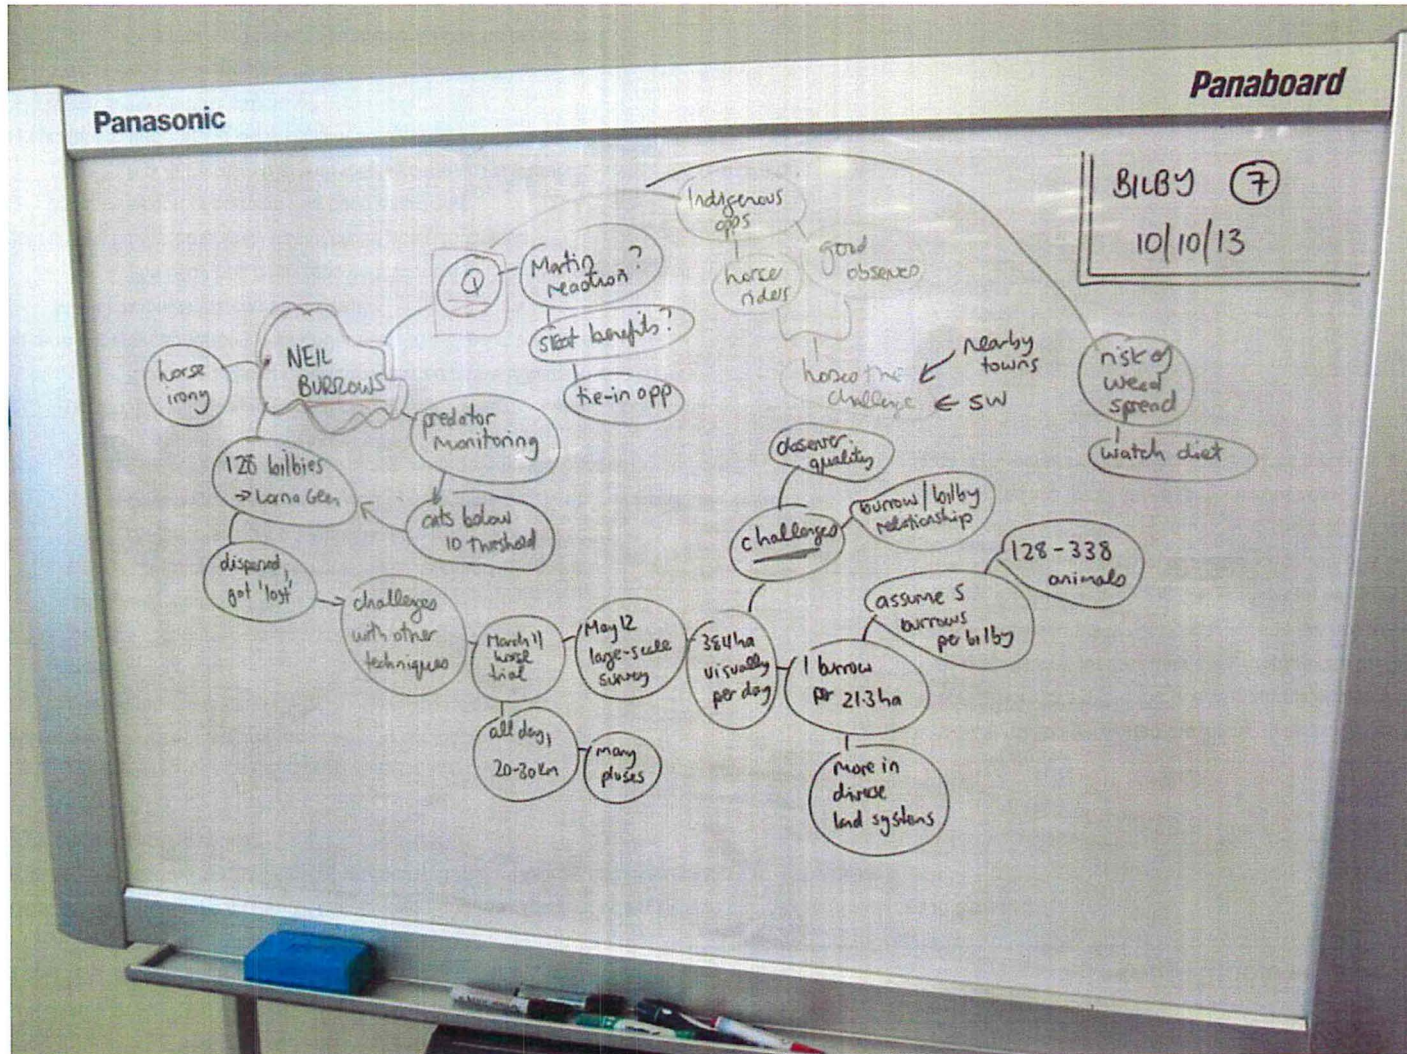 Panasonic
Panaboard
BILBY 7
10/10/13
NEIL
BURROWS
horse
irony
Q
Martin
reaction?
benefits?
tie-in opp
Indigenous
opps
horse
riders
good
observers
challenge
nearby
towns
SW
risk of
weed
spread
watch diet
predator
monitoring
cats below
10 threshold
128 bilbies
→ Lorna Glen
dispersed,
got 'lost'
challenges
with other
techniques
March 11
horse
trial
all day,
20-30km
many
pluses
May 12
large-scale
survey
384ha
visually
per day
challenges
observer
quality
burrow/bilby
relationship
1 burrow
per 21.3ha
assume 5
burrows
per bilby
128-338
animals
more in
diverse
land systems